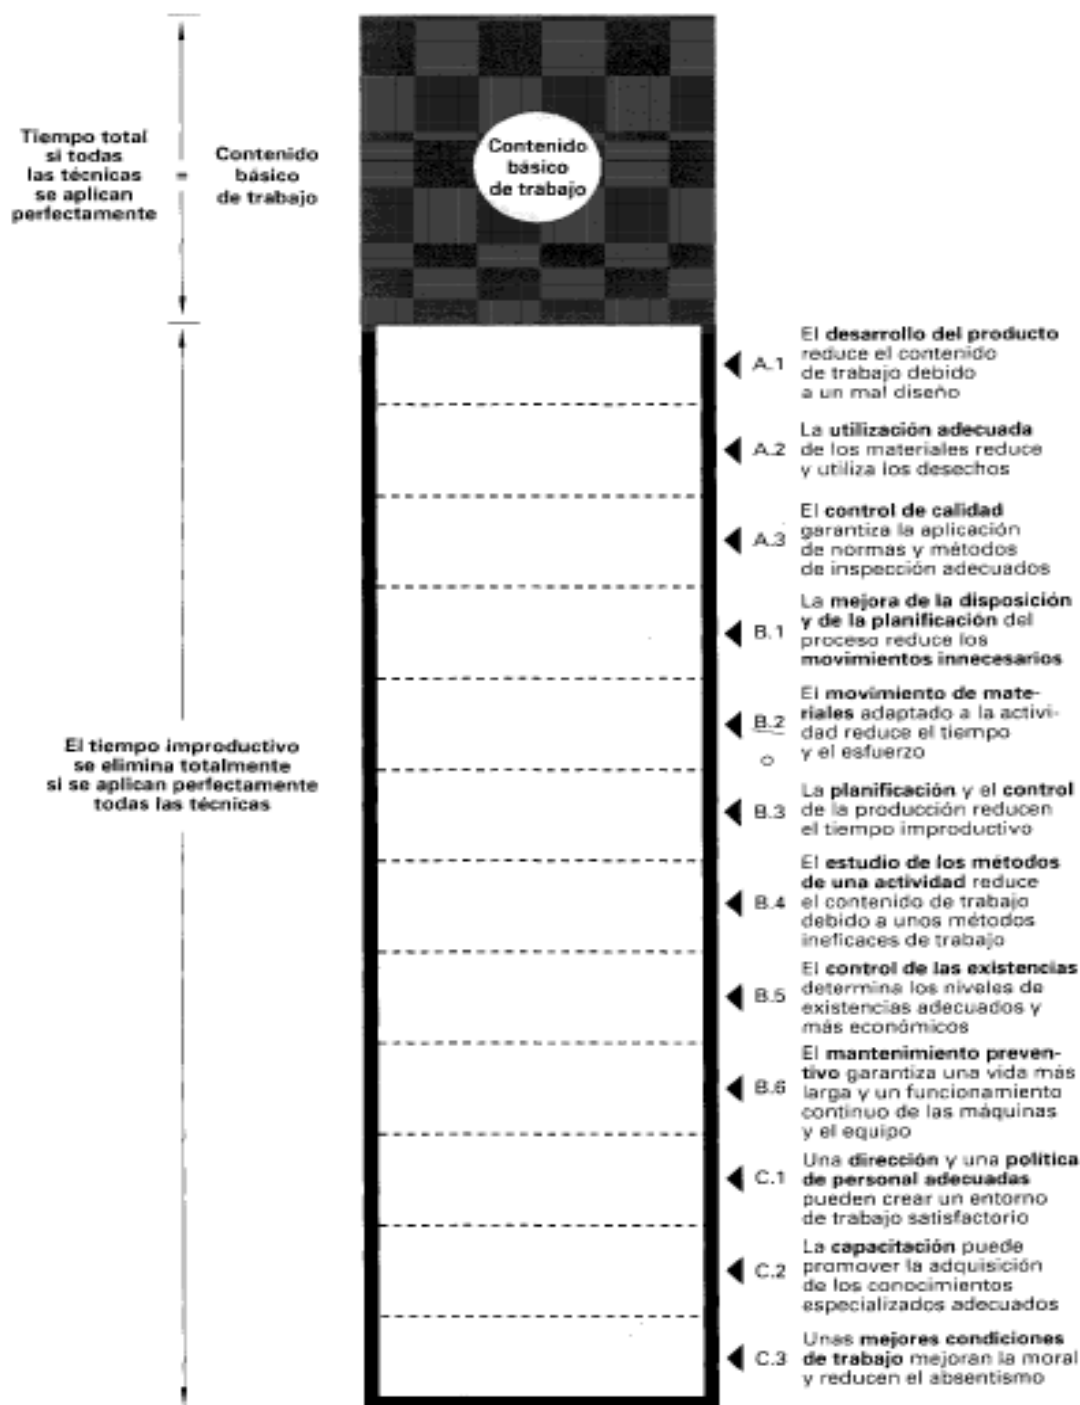 Tiempo total
si todas
las técnicas
se aplican
perfectamente
=
Contenido
básico
de trabajo
Contenido
básico
de trabajo
El tiempo improductivo
se elimina totalmente
si se aplican perfectamente
todas las técnicas
A.1
El desarrollo del producto
reduce el contenido
de trabajo debido
a un mal diseño
A.2
La utilización adecuada
de los materiales reduce
y utiliza los desechos
A.3
El control de calidad
garantiza la aplicación
de normas y métodos
de inspección adecuados
B.1
La mejora de la disposición
y de la planificación del
proceso reduce los
movimientos innecesarios
B.2
El movimiento de mate-
riales adaptado a la activi-
dad reduce el tiempo
y el esfuerzo
B.3
La planificación y el control
de la producción reducen
el tiempo improductivo
B.4
El estudio de los métodos
de una actividad reduce
el contenido de trabajo
debido a unos métodos
ineficaces de trabajo
B.5
El control de las existencias
determina los niveles de
existencias adecuados y
más económicos
B.6
El mantenimiento preven-
tivo garantiza una vida más
larga y un funcionamiento
continuo de las máquinas
y el equipo
C.1
Una dirección y una política
de personal adecuadas
pueden crear un entorno
de trabajo satisfactorio
C.2
La capacitación puede
promover la adquisición
de los conocimientos
especializados adecuados
C.3
Unas mejores condiciones
de trabajo mejoran la moral
y reducen el absentismo